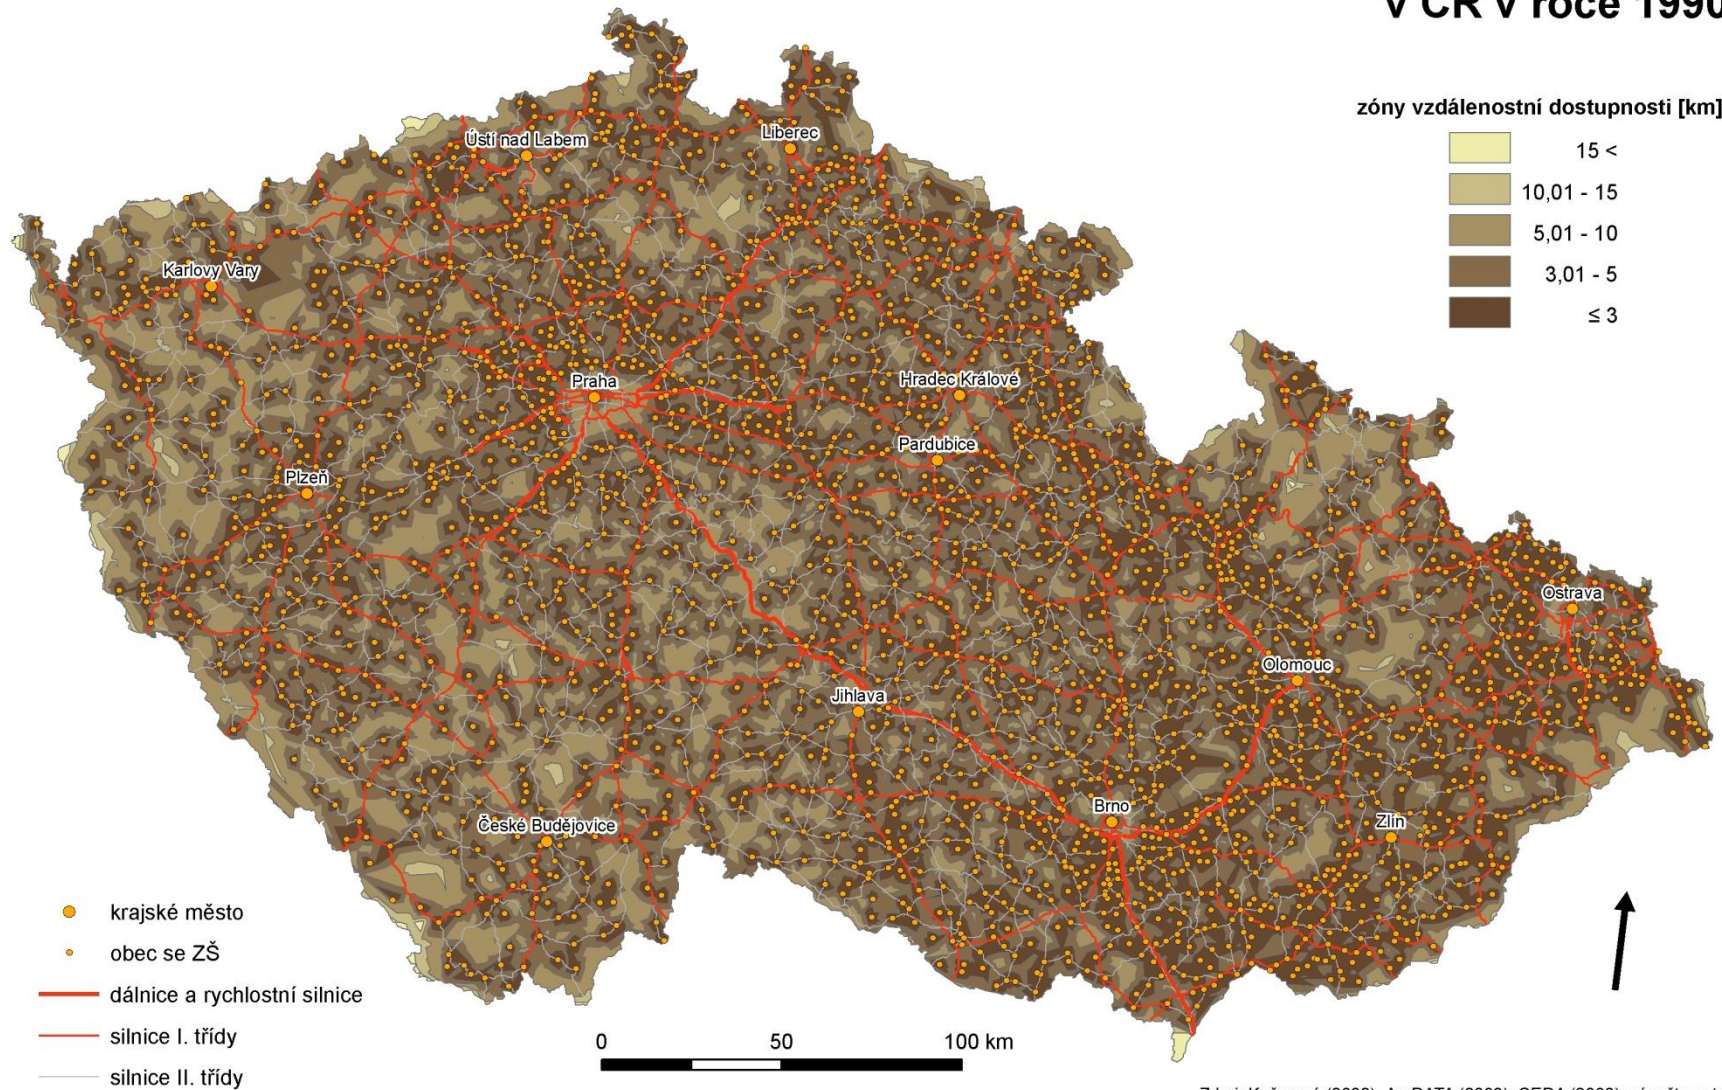 v ČR v roce 1990
zóny vzdálenostní dostupnosti [km]
15 <
10,01 - 15
5,01 - 10
3,01 - 5
≤ 3
Liberec
Ústí nad Labem
Karlovy Vary
Praha
Hradec Králové
Pardubice
Plzeň
Ostrava
Olomouc
Jihlava
Brno
České Budějovice
Zlín
krajské město
obec se ZŠ
dálnice a rychlostní silnice
silnice I. třídy
silnice II. třídy
0 50 100 km